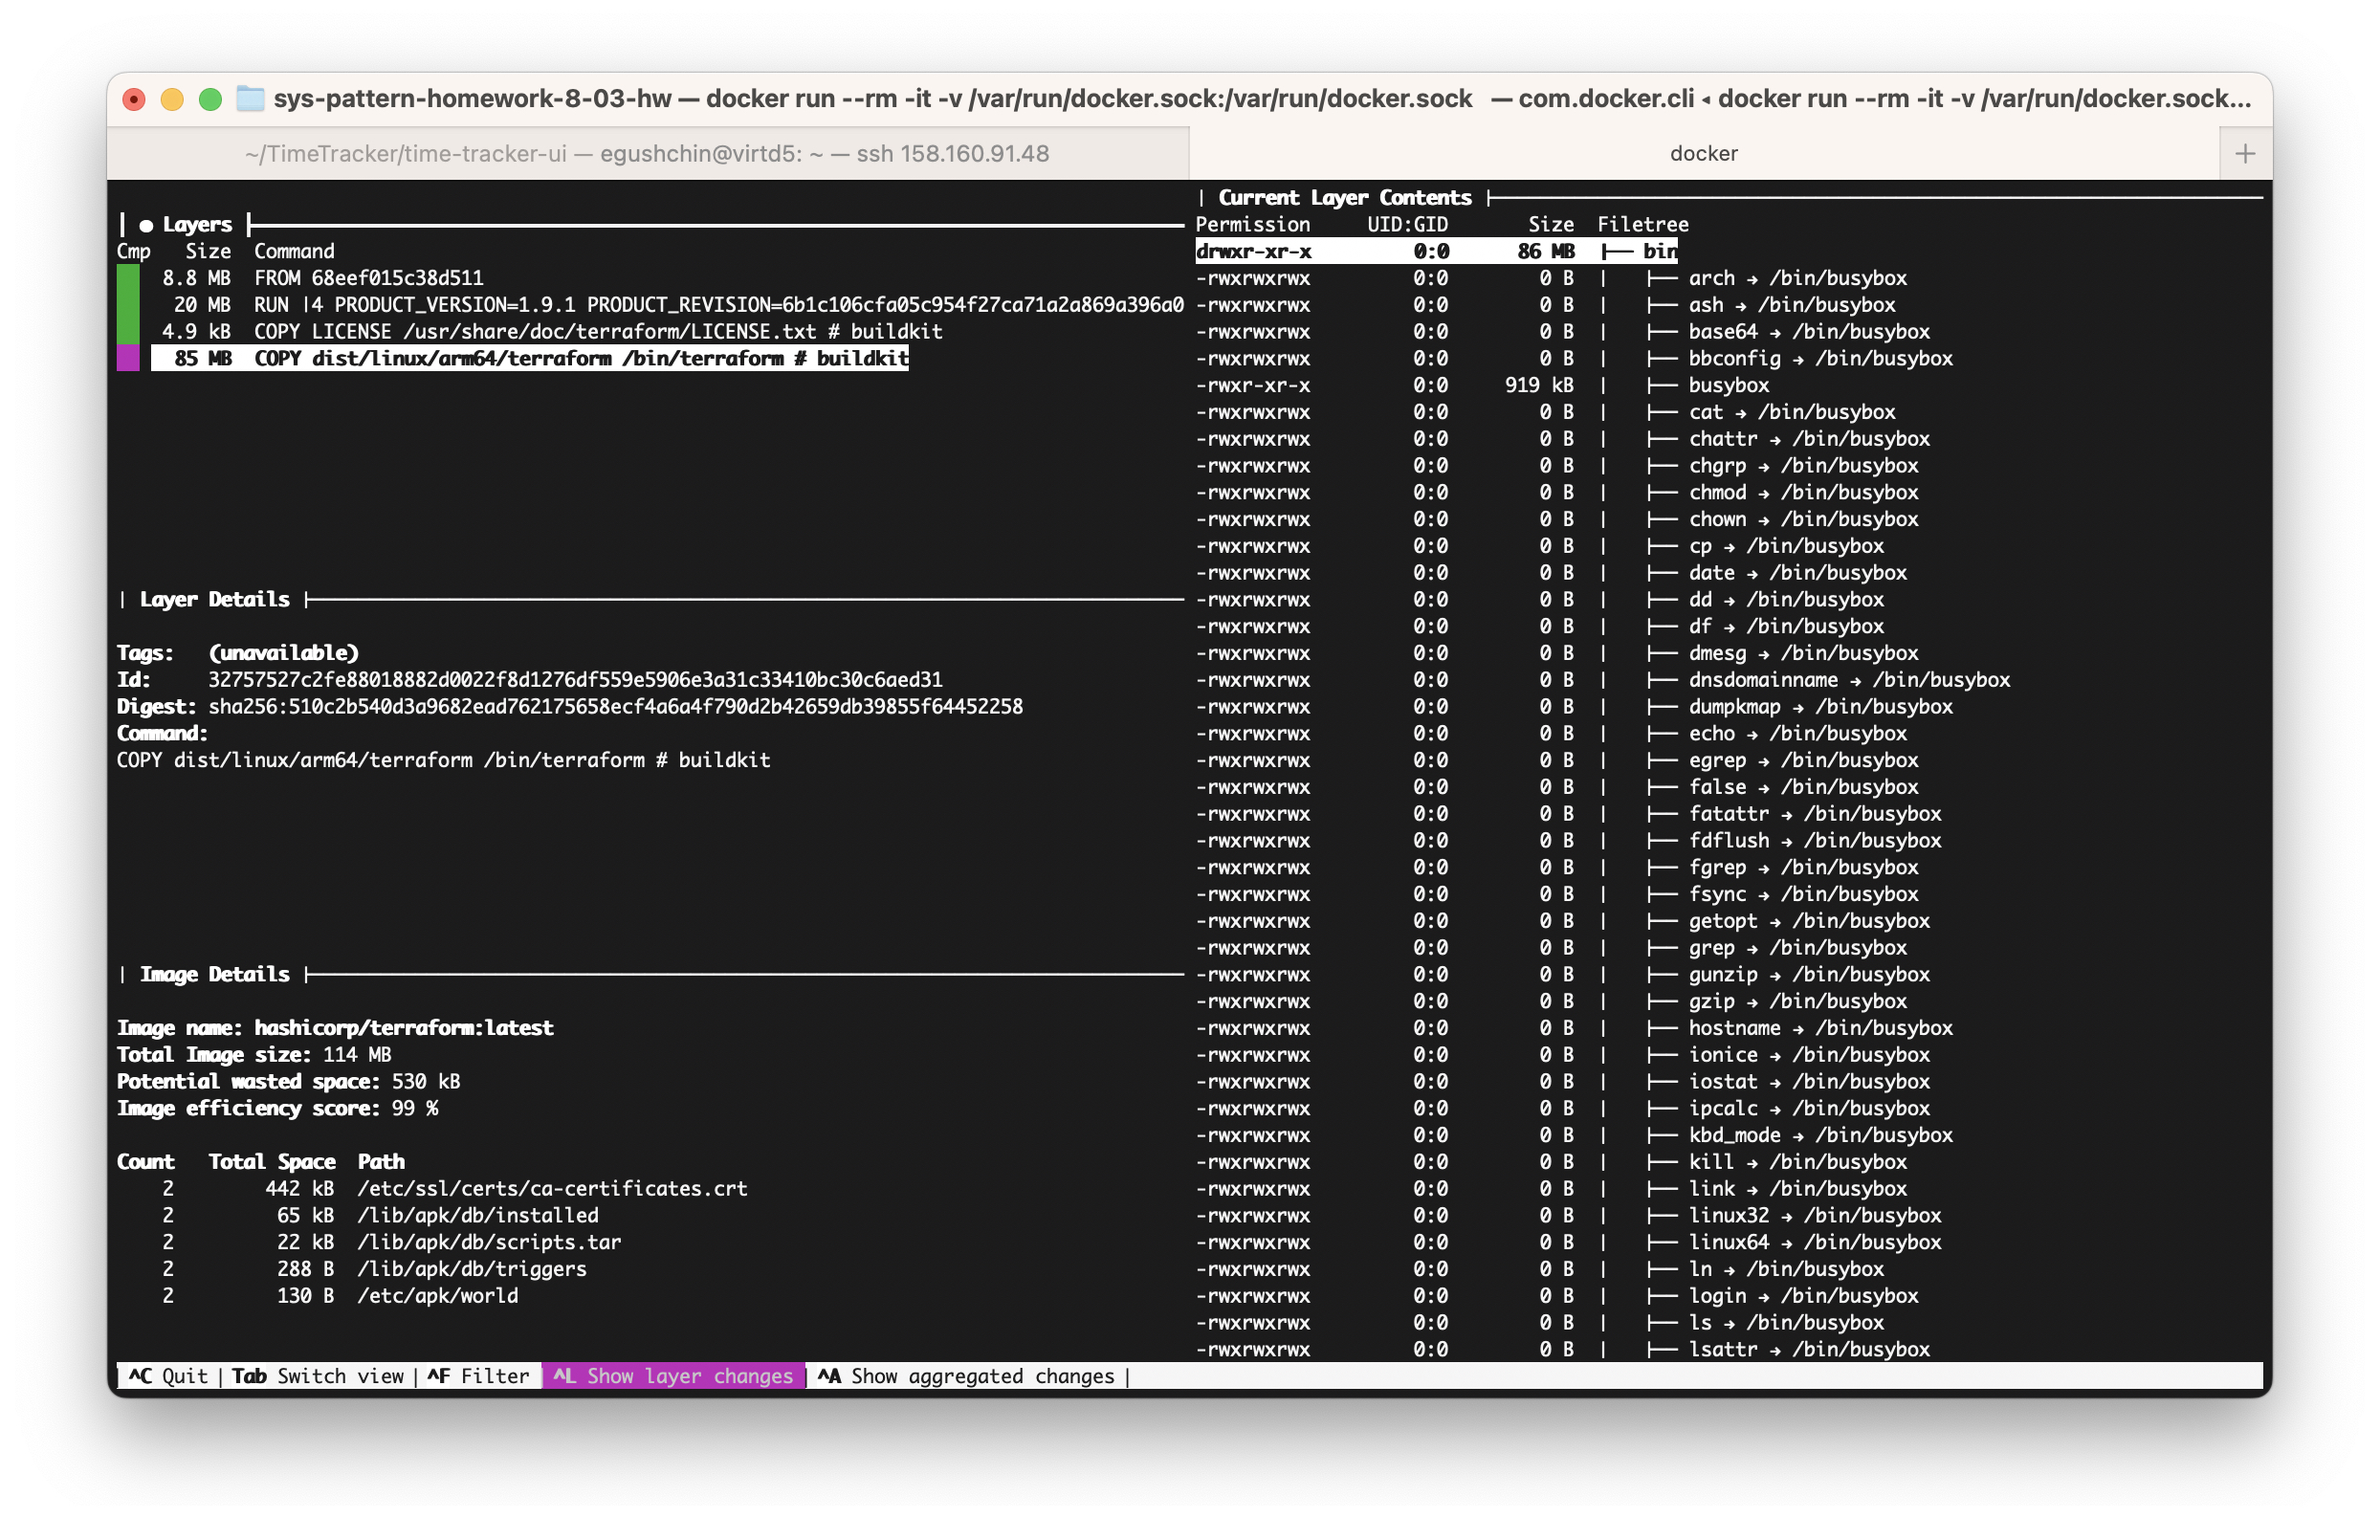 sys-pattern-homework-8-03-hw — docker run --rm -it -v /var/run/docker.sock:/var/run/docker.sock — com.docker.cli ◂ docker run --rm -it -v /var/run/docker.sock...
~/TimeTracker/time-tracker-ui — egushchin@virtd5: ~ — ssh 158.160.91.48
docker
+
| ● Layers |
Cmp Size Command
8.8 MB FROM 68eef015c38d511
20 MB RUN |4 PRODUCT_VERSION=1.9.1 PRODUCT_REVISION=6b1c106cfa05c954f27ca71a2a869a396a0
4.9 kB COPY LICENSE /usr/share/doc/terraform/LICENSE.txt # buildkit
85 MB COPY dist/linux/arm64/terraform /bin/terraform # buildkit
| Layer Details |
Tags: (unavailable)
Id: 32757527c2fe88018882d0022f8d1276df559e5906e3a31c33410bc30c6aed31
Digest: sha256:510c2b540d3a9682ead762175658ecf4a6a4f790d2b42659db39855f64452258
Command:
COPY dist/linux/arm64/terraform /bin/terraform # buildkit
| Image Details |
Image name: hashicorp/terraform:latest
Total Image size: 114 MB
Potential wasted space: 530 kB
Image efficiency score: 99 %
Count Total Space Path
2 442 kB /etc/ssl/certs/ca-certificates.crt
2 65 kB /lib/apk/db/installed
2 22 kB /lib/apk/db/scripts.tar
2 288 B /lib/apk/db/triggers
2 130 B /etc/apk/world
| Current Layer Contents |
Permission UID:GID Size Filetree
drwxr-xr-x 0:0 86 MB ├── bin
-rwxrwxrwx 0:0 0 B │ ├── arch → /bin/busybox
-rwxrwxrwx 0:0 0 B │ ├── ash → /bin/busybox
-rwxrwxrwx 0:0 0 B │ ├── base64 → /bin/busybox
-rwxrwxrwx 0:0 0 B │ ├── bbconfig → /bin/busybox
-rwxr-xr-x 0:0 919 kB │ ├── busybox
-rwxrwxrwx 0:0 0 B │ ├── cat → /bin/busybox
-rwxrwxrwx 0:0 0 B │ ├── chattr → /bin/busybox
-rwxrwxrwx 0:0 0 B │ ├── chgrp → /bin/busybox
-rwxrwxrwx 0:0 0 B │ ├── chmod → /bin/busybox
-rwxrwxrwx 0:0 0 B │ ├── chown → /bin/busybox
-rwxrwxrwx 0:0 0 B │ ├── cp → /bin/busybox
-rwxrwxrwx 0:0 0 B │ ├── date → /bin/busybox
-rwxrwxrwx 0:0 0 B │ ├── dd → /bin/busybox
-rwxrwxrwx 0:0 0 B │ ├── df → /bin/busybox
-rwxrwxrwx 0:0 0 B │ ├── dmesg → /bin/busybox
-rwxrwxrwx 0:0 0 B │ ├── dnsdomainname → /bin/busybox
-rwxrwxrwx 0:0 0 B │ ├── dumpkmap → /bin/busybox
-rwxrwxrwx 0:0 0 B │ ├── echo → /bin/busybox
-rwxrwxrwx 0:0 0 B │ ├── egrep → /bin/busybox
-rwxrwxrwx 0:0 0 B │ ├── false → /bin/busybox
-rwxrwxrwx 0:0 0 B │ ├── fatattr → /bin/busybox
-rwxrwxrwx 0:0 0 B │ ├── fdflush → /bin/busybox
-rwxrwxrwx 0:0 0 B │ ├── fgrep → /bin/busybox
-rwxrwxrwx 0:0 0 B │ ├── fsync → /bin/busybox
-rwxrwxrwx 0:0 0 B │ ├── getopt → /bin/busybox
-rwxrwxrwx 0:0 0 B │ ├── grep → /bin/busybox
-rwxrwxrwx 0:0 0 B │ ├── gunzip → /bin/busybox
-rwxrwxrwx 0:0 0 B │ ├── gzip → /bin/busybox
-rwxrwxrwx 0:0 0 B │ ├── hostname → /bin/busybox
-rwxrwxrwx 0:0 0 B │ ├── ionice → /bin/busybox
-rwxrwxrwx 0:0 0 B │ ├── iostat → /bin/busybox
-rwxrwxrwx 0:0 0 B │ ├── ipcalc → /bin/busybox
-rwxrwxrwx 0:0 0 B │ ├── kbd_mode → /bin/busybox
-rwxrwxrwx 0:0 0 B │ ├── kill → /bin/busybox
-rwxrwxrwx 0:0 0 B │ ├── link → /bin/busybox
-rwxrwxrwx 0:0 0 B │ ├── linux32 → /bin/busybox
-rwxrwxrwx 0:0 0 B │ ├── linux64 → /bin/busybox
-rwxrwxrwx 0:0 0 B │ ├── ln → /bin/busybox
-rwxrwxrwx 0:0 0 B │ ├── login → /bin/busybox
-rwxrwxrwx 0:0 0 B │ ├── ls → /bin/busybox
-rwxrwxrwx 0:0 0 B │ ├── lsattr → /bin/busybox
| ^C Quit | Tab Switch view | ^F Filter | ^L Show layer changes | ^A Show aggregated changes |